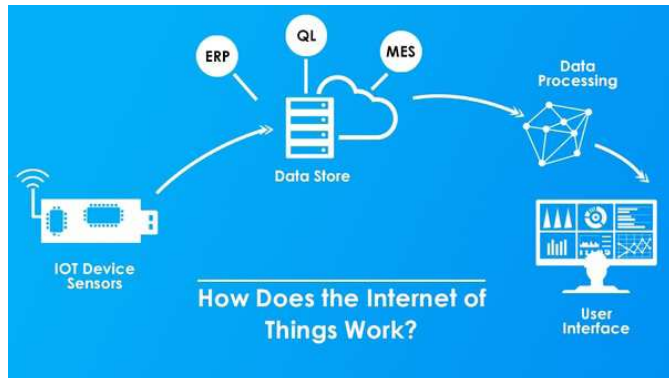 ERP
QL
MES
Data
Processing
Data Store
IOT Device
Sensors
How Does the Internet of
Things Work?
User
Interface